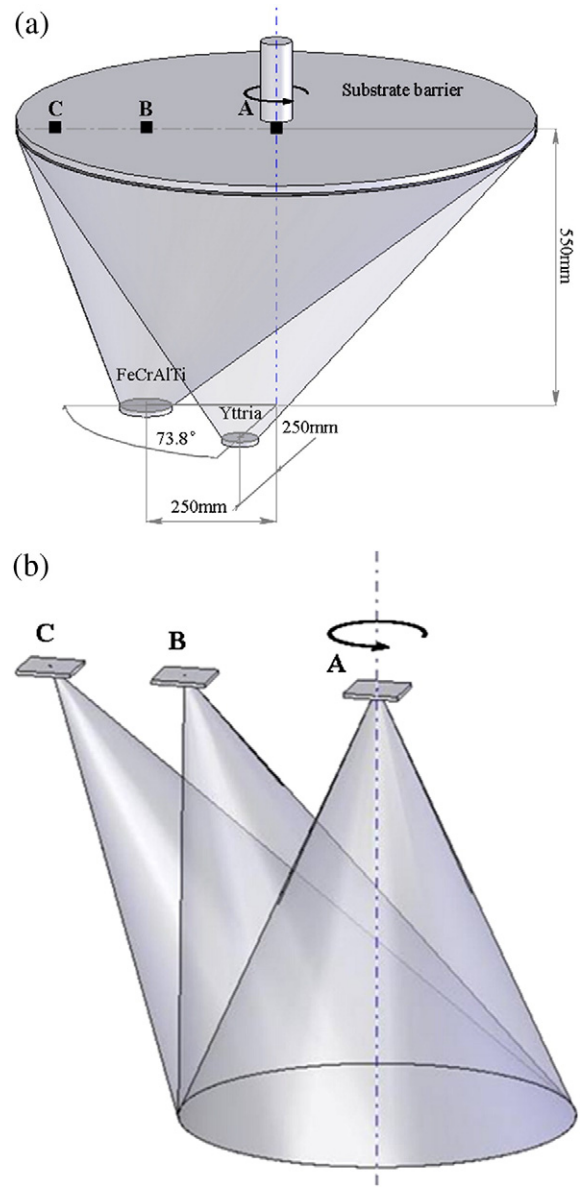 (a)
C B A Substrate barrier
550mm
FeCrAlTi
Yttria
73.8°
250mm
250mm
(b)
C
B
A